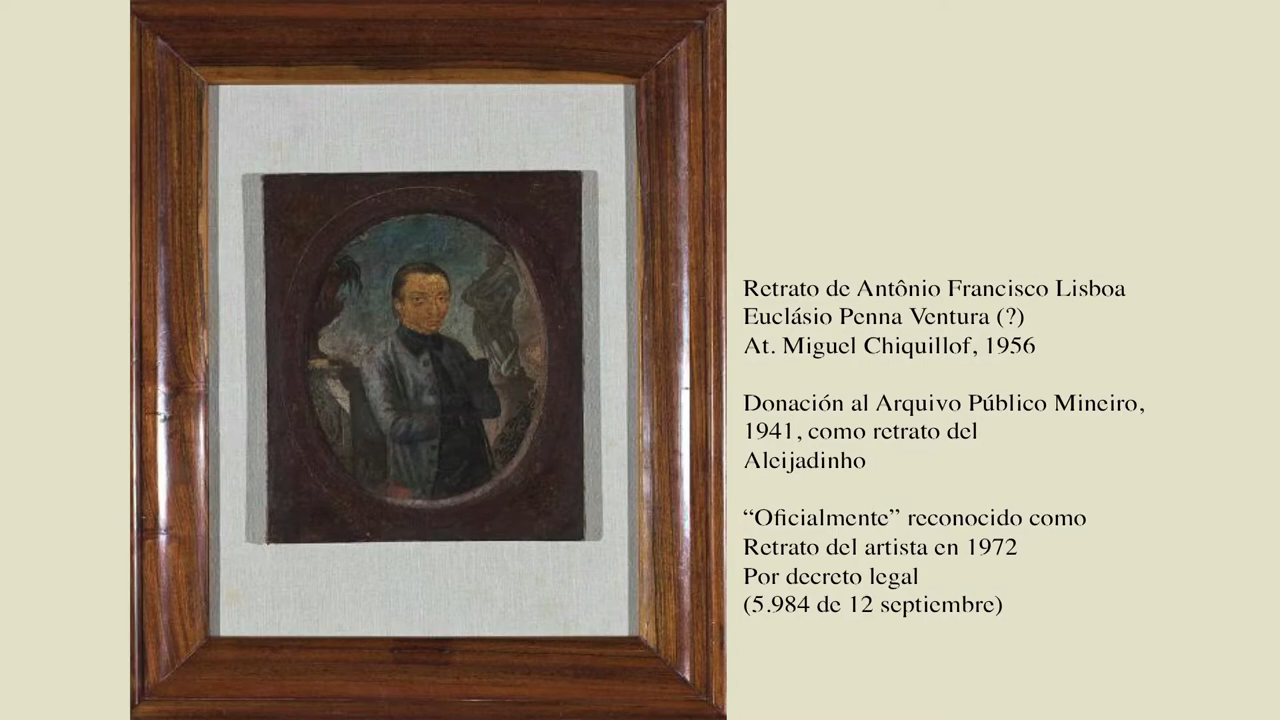 Retrato de Antônio Francisco Lisboa
Euclásio Penna Ventura (?)
At. Miguel Chiquillof, 1956
Donación al Arquivo Público Mineiro,
1941, como retrato del
Aleijadinho
“Oficialmente” reconocido como
Retrato del artista en 1972
Por decreto legal
(5.984 de 12 septiembre)